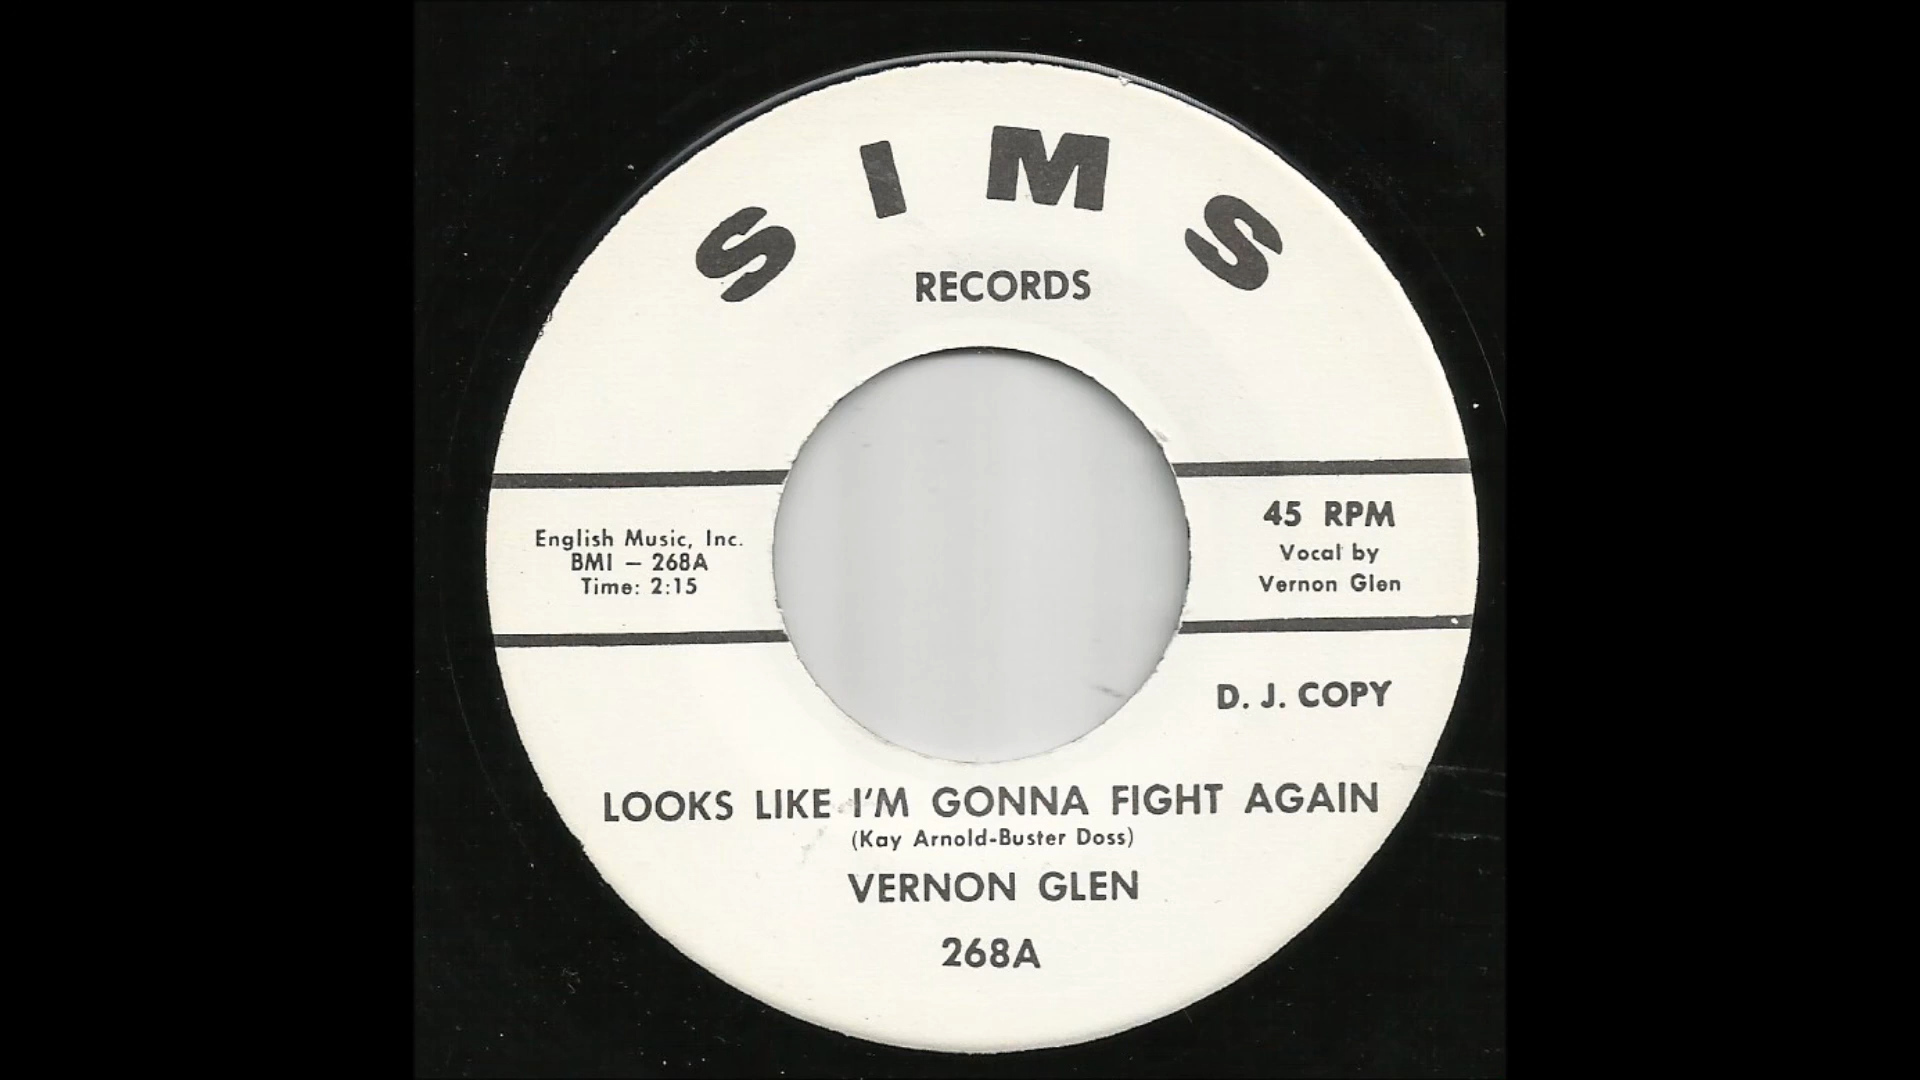 SIMS
RECORDS
English Music, Inc.
BMI — 268A
Time: 2:15
45 RPM
Vocal by
Vernon Glen
D. J. COPY
LOOKS LIKE I'M GONNA FIGHT AGAIN
(Kay Arnold-Buster Doss)
VERNON GLEN
268A